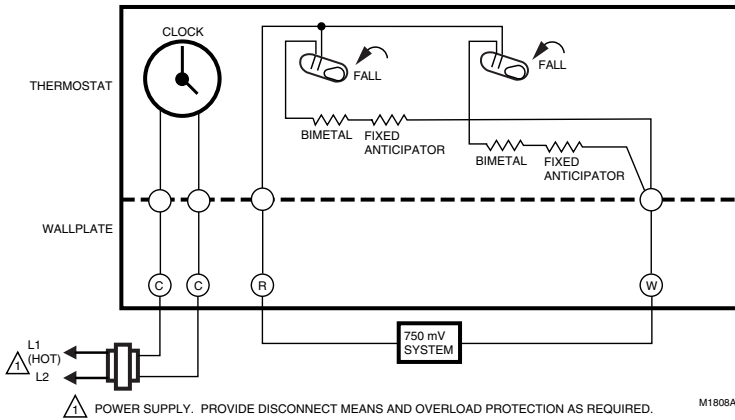 CLOCK
FALL
FALL
THERMOSTAT
BIMETAL
FIXED
ANTICIPATOR
BIMETAL
FIXED
ANTICIPATOR
WALLPLATE
C
C
R
W
L1
(HOT)
1
L2
750 mV
SYSTEM
1 POWER SUPPLY. PROVIDE DISCONNECT MEANS AND OVERLOAD PROTECTION AS REQUIRED.
M1808A